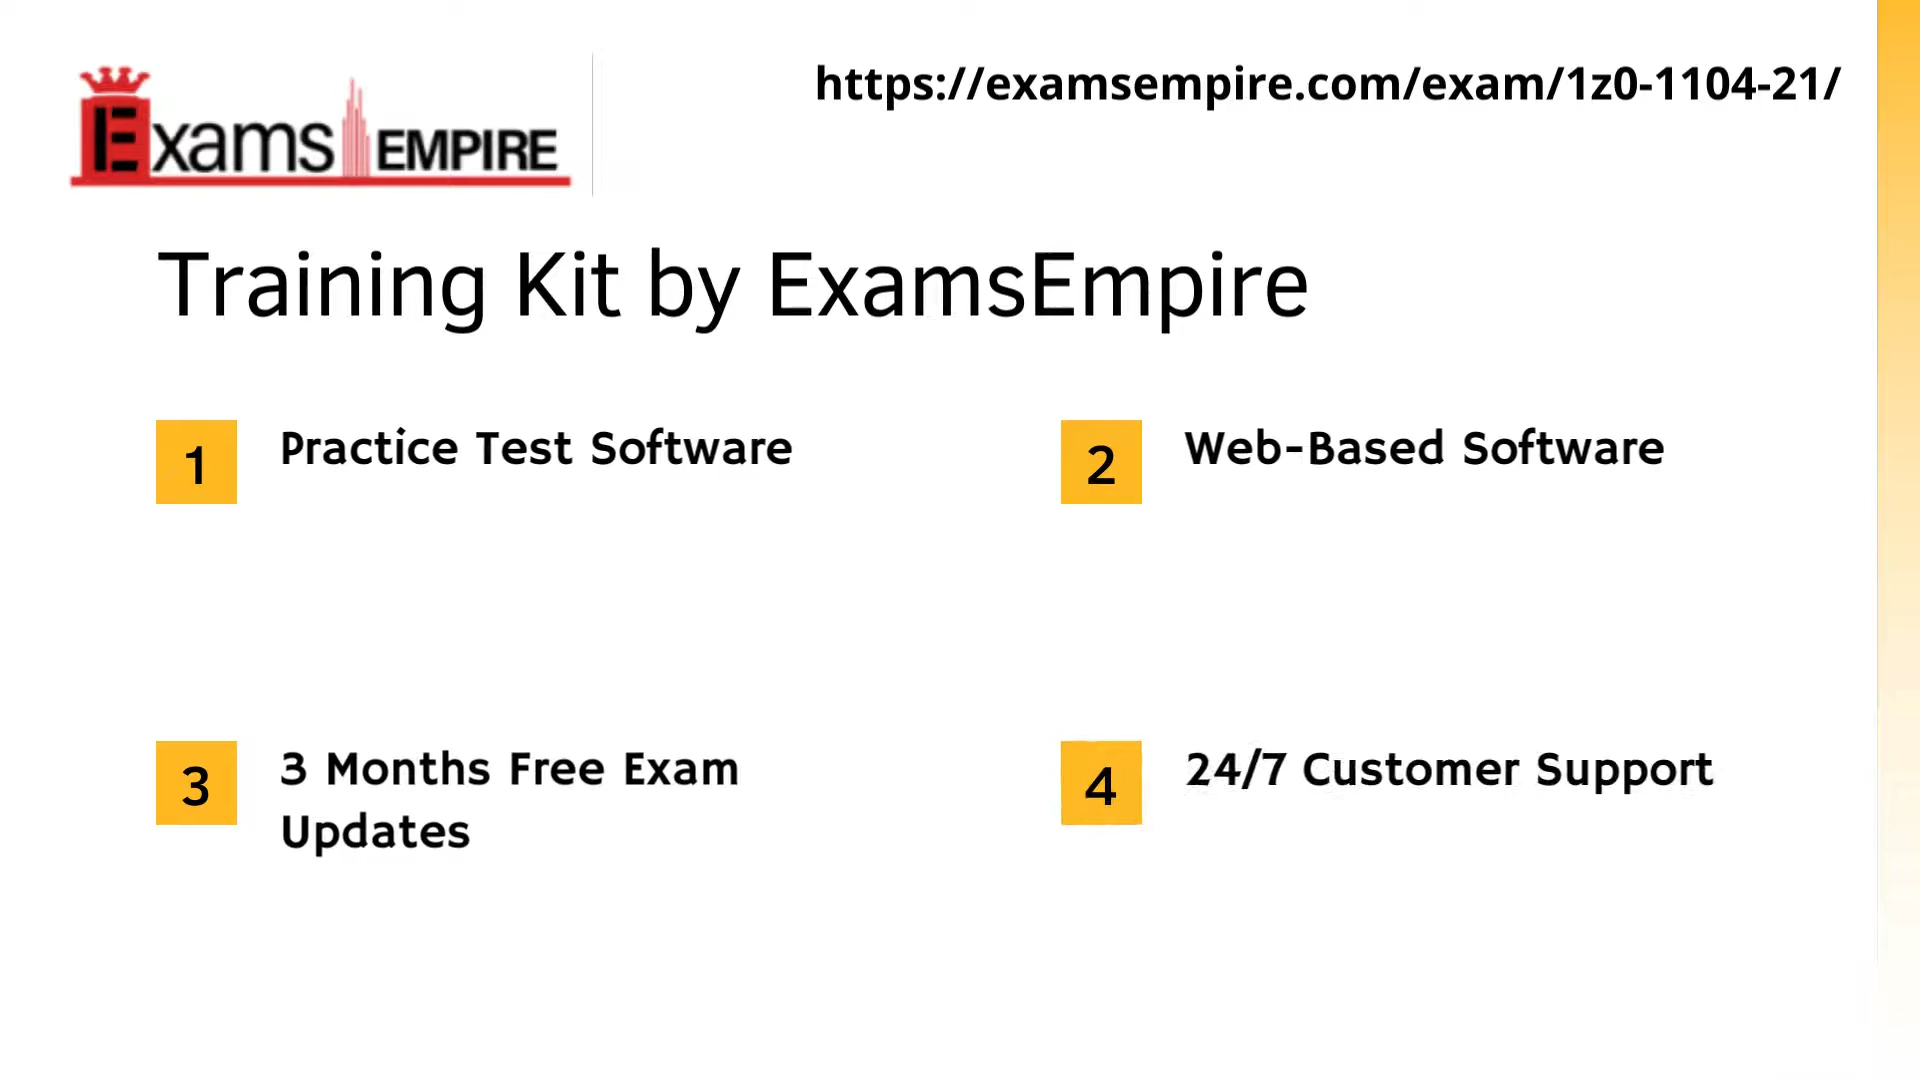 Exams EMPIRE
https://examsempire.com/exam/1z0-1104-21/
Training Kit by ExamsEmpire
1 Practice Test Software
2 Web-Based Software
3 3 Months Free Exam
Updates
4 24/7 Customer Support